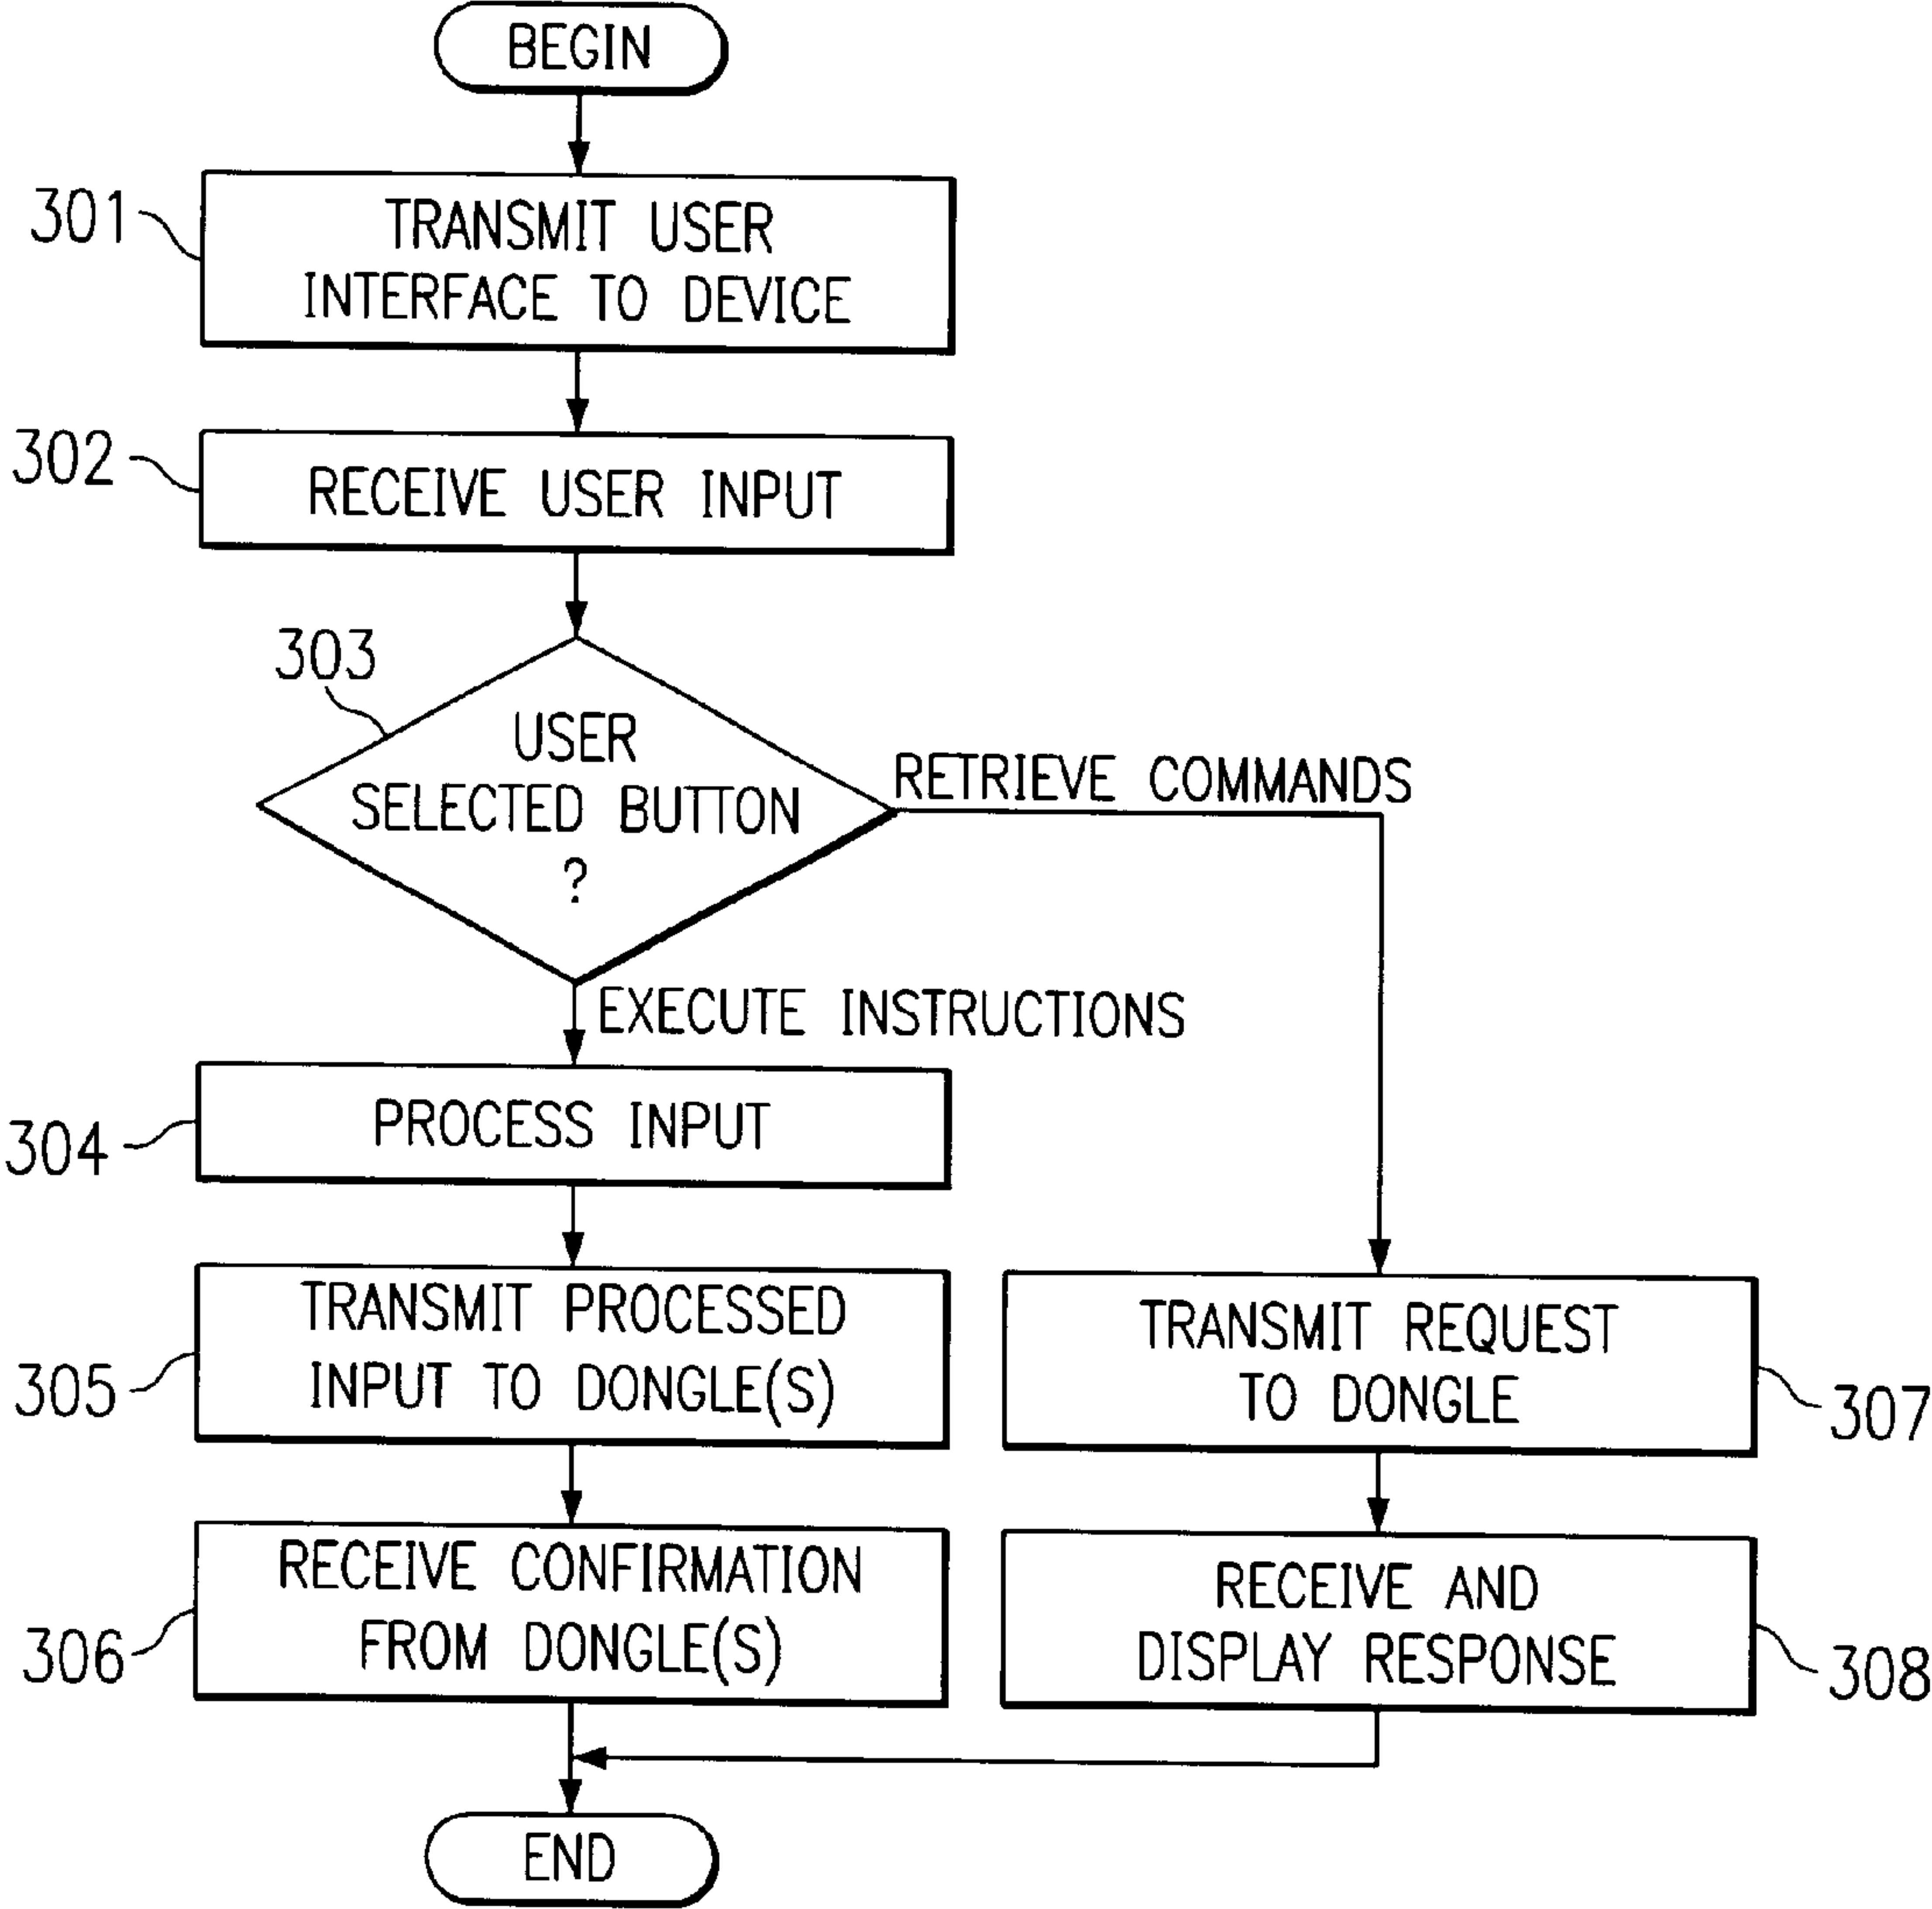 BEGIN
301
TRANSMIT USER
INTERFACE TO DEVICE
302
RECEIVE USER INPUT
303
USER
SELECTED BUTTON
?
RETRIEVE COMMANDS
EXECUTE INSTRUCTIONS
304
PROCESS INPUT
305
TRANSMIT PROCESSED
INPUT TO DONGLE(S)
306
RECEIVE CONFIRMATION
FROM DONGLE(S)
TRANSMIT REQUEST
TO DONGLE
307
RECEIVE AND
DISPLAY RESPONSE
308
END